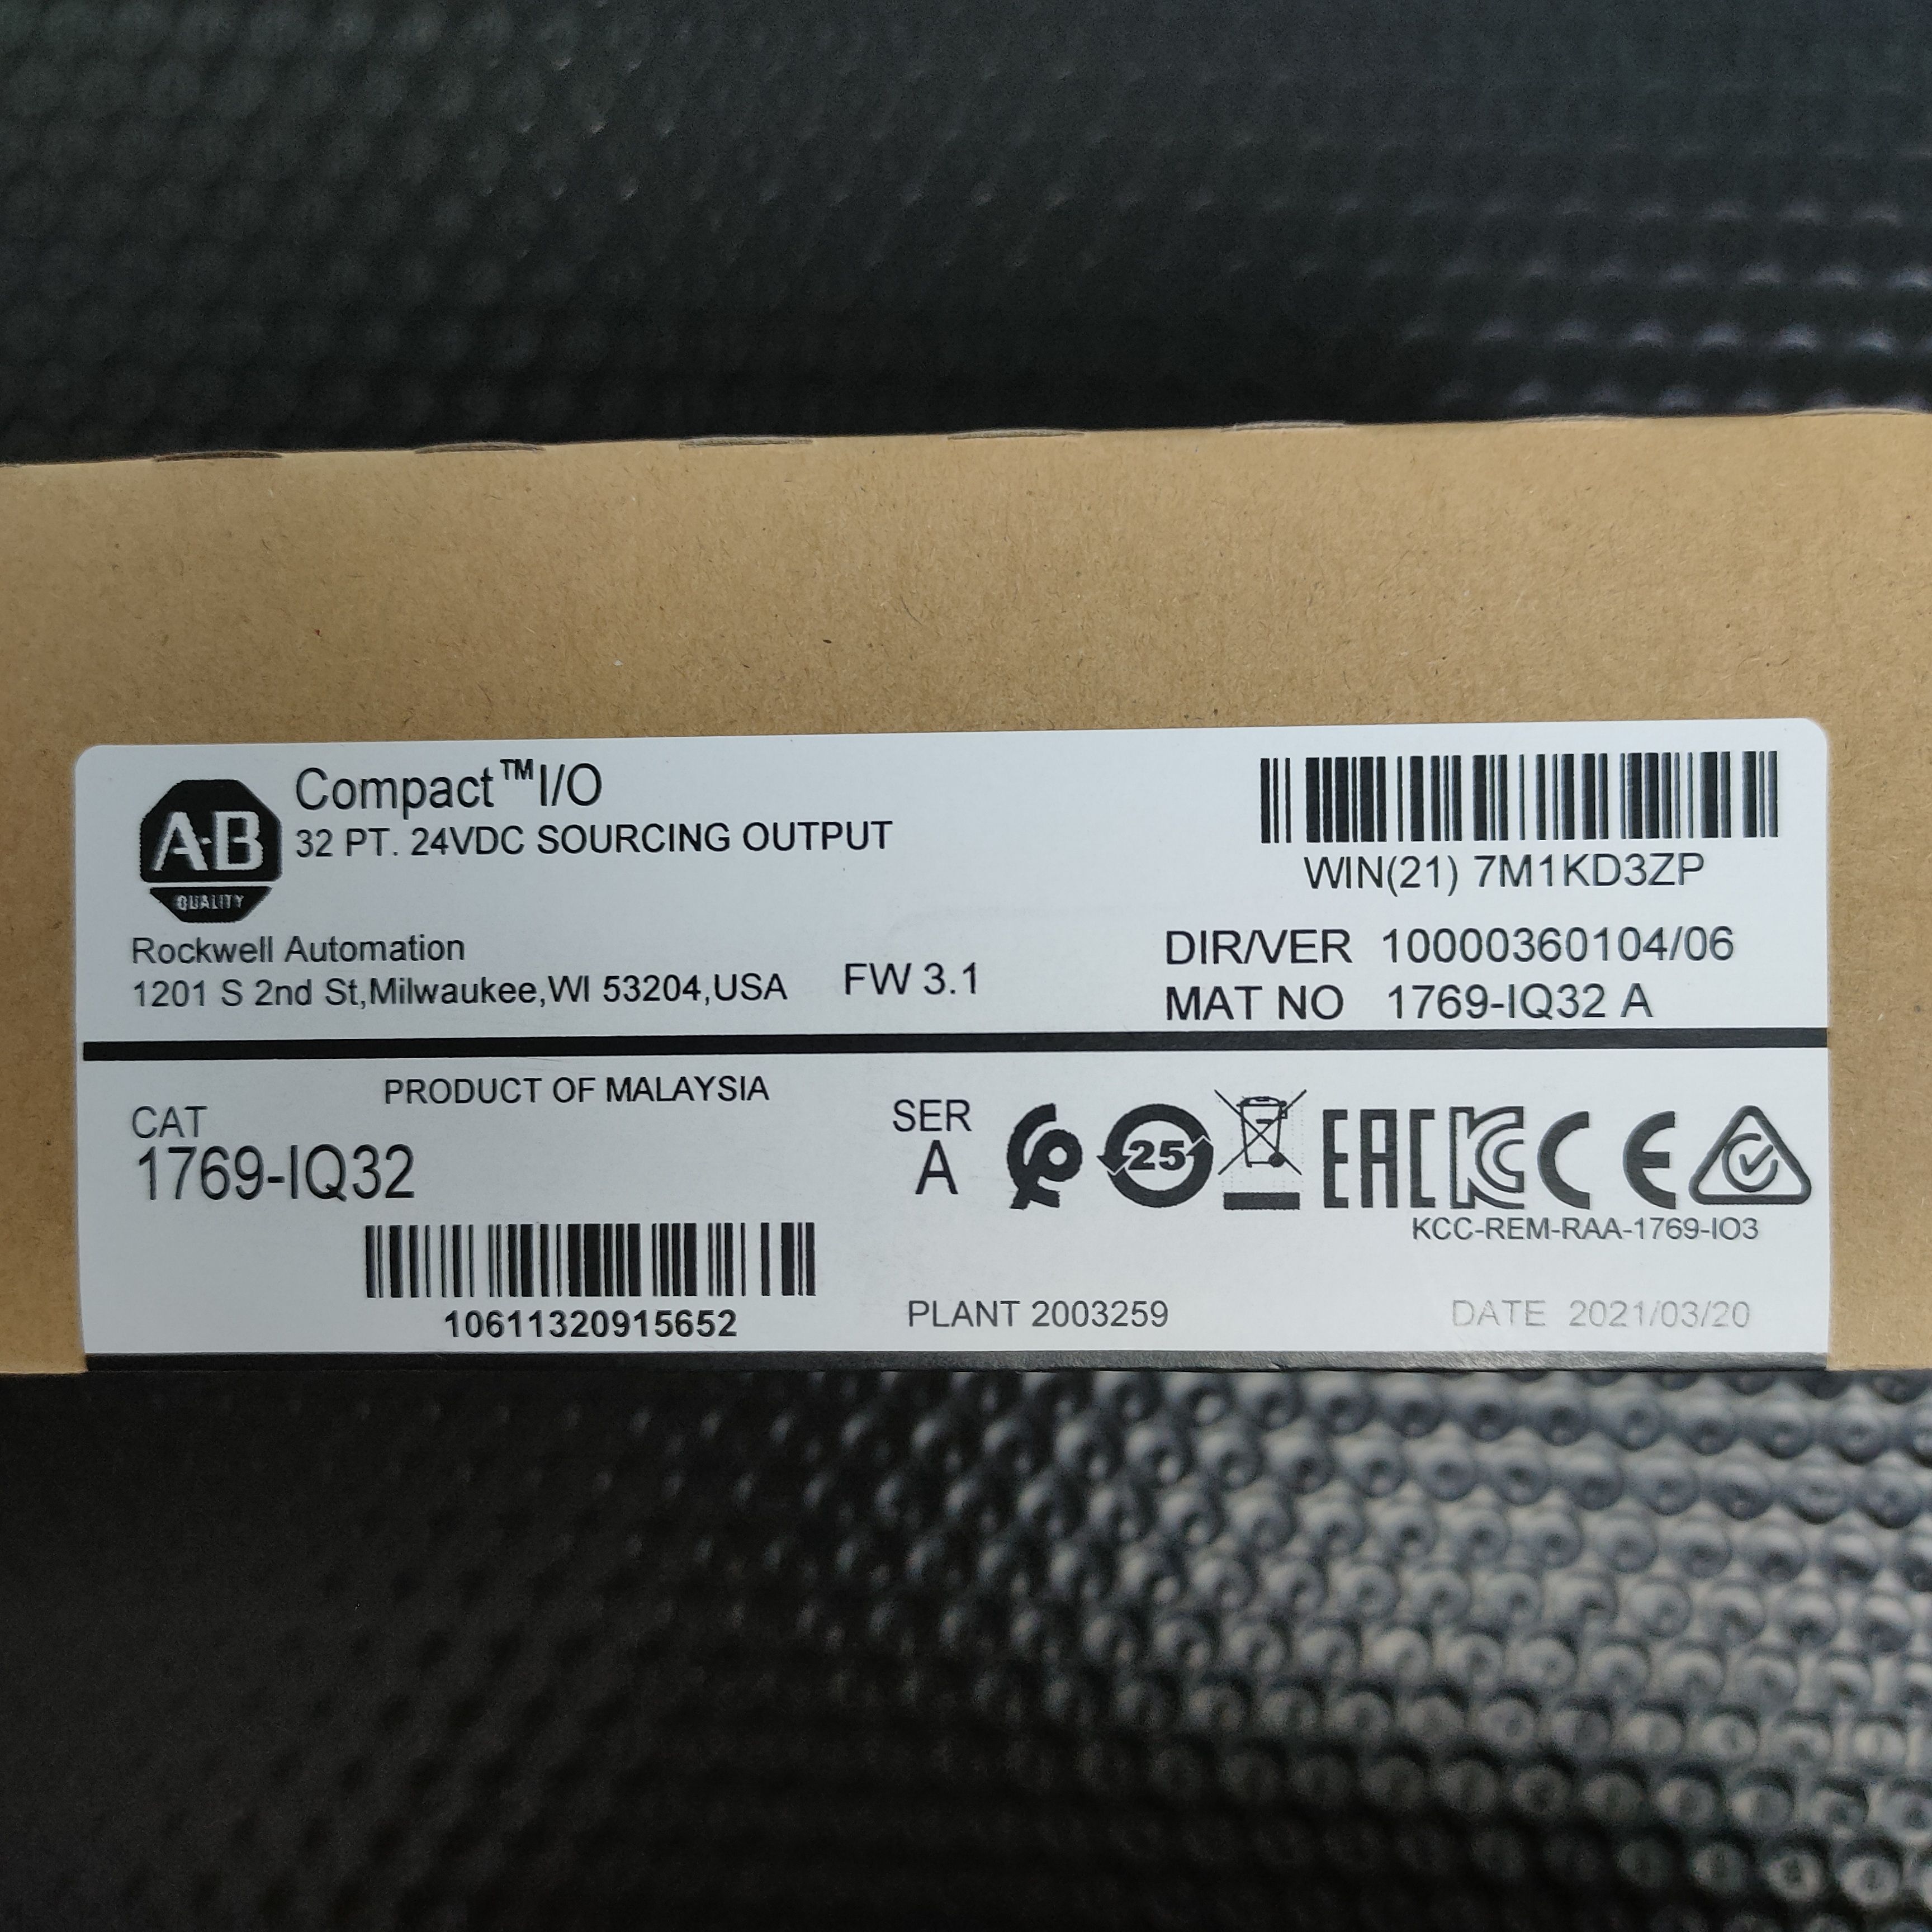 Compact™I/O
32 PT. 24VDC SOURCING OUTPUT
A·B
QUALITY
Rockwell Automation
1201 S 2nd St,Milwaukee,WI 53204,USA
FW 3.1
WIN(21) 7M1KD3ZP
DIR/VER 10000360104/06
MAT NO 1769-IQ32 A
PRODUCT OF MALAYSIA
CAT
1769-IQ32
10611320915652
SER
A
25
EAC
KC
CE
KCC-REM-RAA-1769-IO3
PLANT 2003259
DATE 2021/03/20